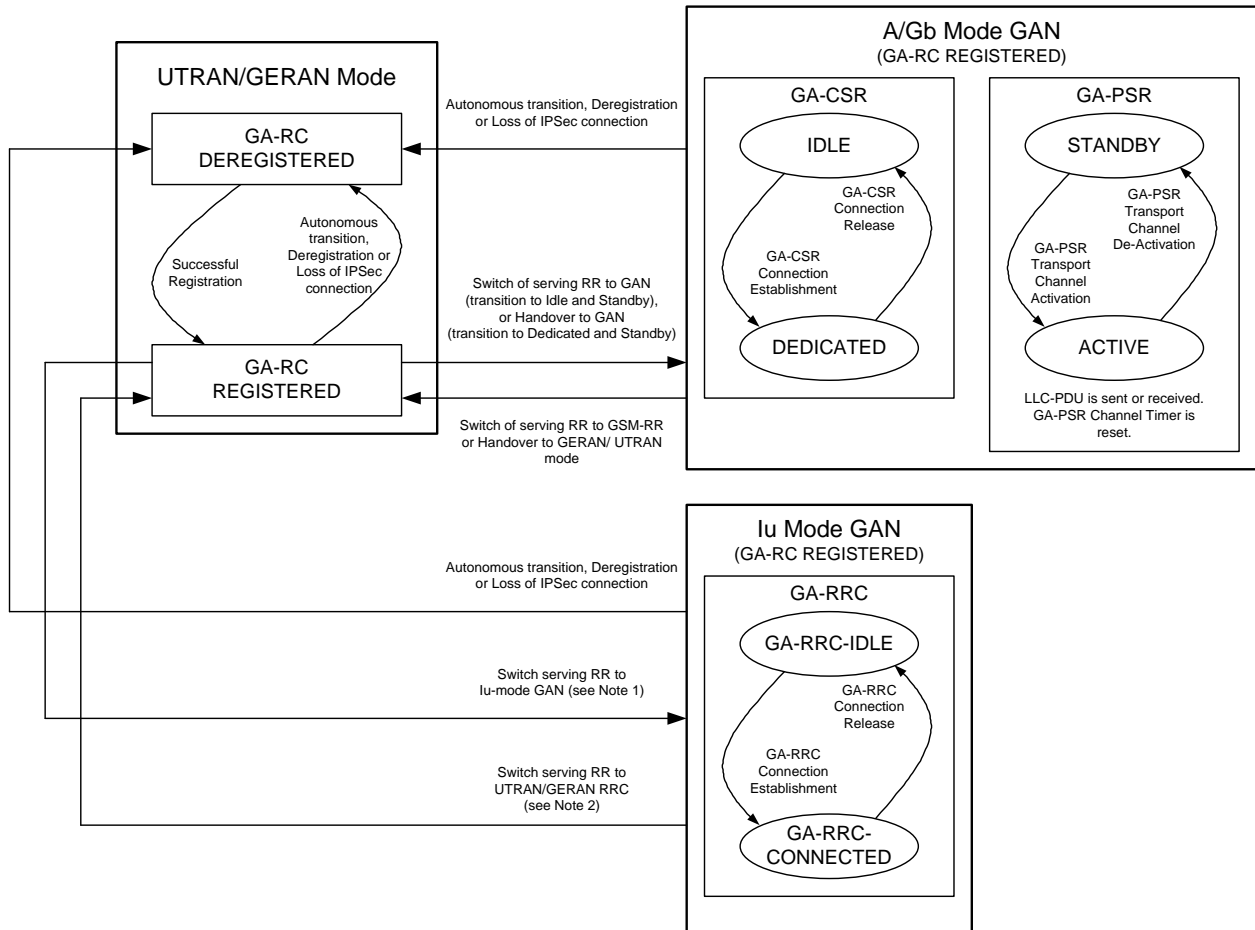 UTRAN/GERAN Mode
GA-RC
DEREGISTERED
Successful
Registration
Autonomous
transition,
Deregistration or
Loss of IPSec
connection
GA-RC
REGISTERED
Autonomous transition, Deregistration
or Loss of IPSec connection
Switch of serving RR to GAN
(transition to Idle and Standby),
or Handover to GAN
(transition to Dedicated and Standby)
Switch of serving RR to GSM-RR
or Handover to GERAN/ UTRAN
mode
A/Gb Mode GAN
(GA-RC REGISTERED)
GA-CSR
IDLE
GA-CSR
Connection
Release
GA-CSR
Connection
Establishment
DEDICATED
GA-PSR
STANDBY
GA-PSR
Transport
Channel
De-Activation
GA-PSR
Transport
Channel
Activation
ACTIVE
LLC-PDU is sent or received.
GA-PSR Channel Timer is
reset.
Autonomous transition, Deregistration
or Loss of IPSec connection
Switch serving RR to
Iu-mode GAN (see Note 1)
Switch serving RR to
UTRAN/GERAN RRC
(see Note 2)
Iu Mode GAN
(GA-RC REGISTERED)
GA-RRC
GA-RRC-IDLE
GA-RRC
Connection
Release
GA-RRC
Connection
Establishment
GA-RRC-
CONNECTED